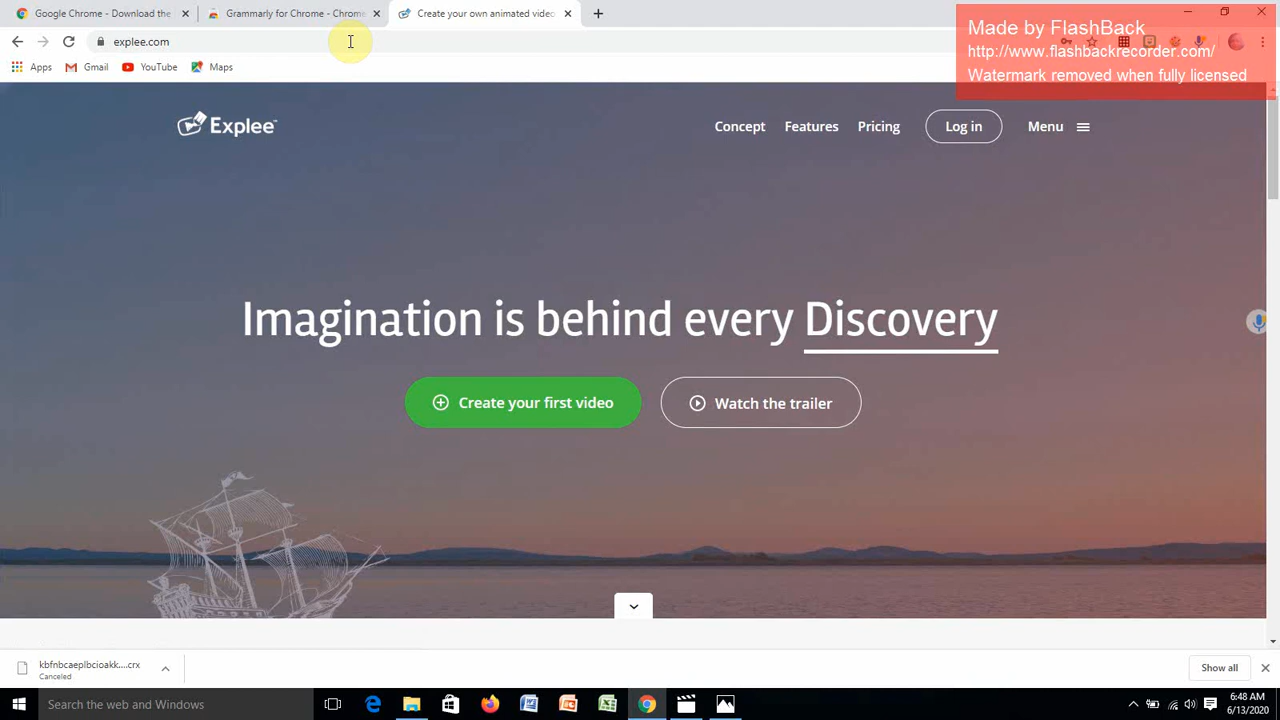 Google Chrome - Download the
Grammarly for Chrome - Chrome
Create your own animated video
explee.com
Made by FlashBack
http://www.flashbackrecorder.com/
Watermark removed when fully licensed
Apps
Gmail
YouTube
Maps
Explee™
Concept
Features
Pricing
Log in
Menu
Imagination is behind every Discovery
Create your first video
Watch the trailer
kbfnbcaeplbcioakk....crx
Canceled
Show all
Search the web and Windows
6:48 AM
6/13/2020